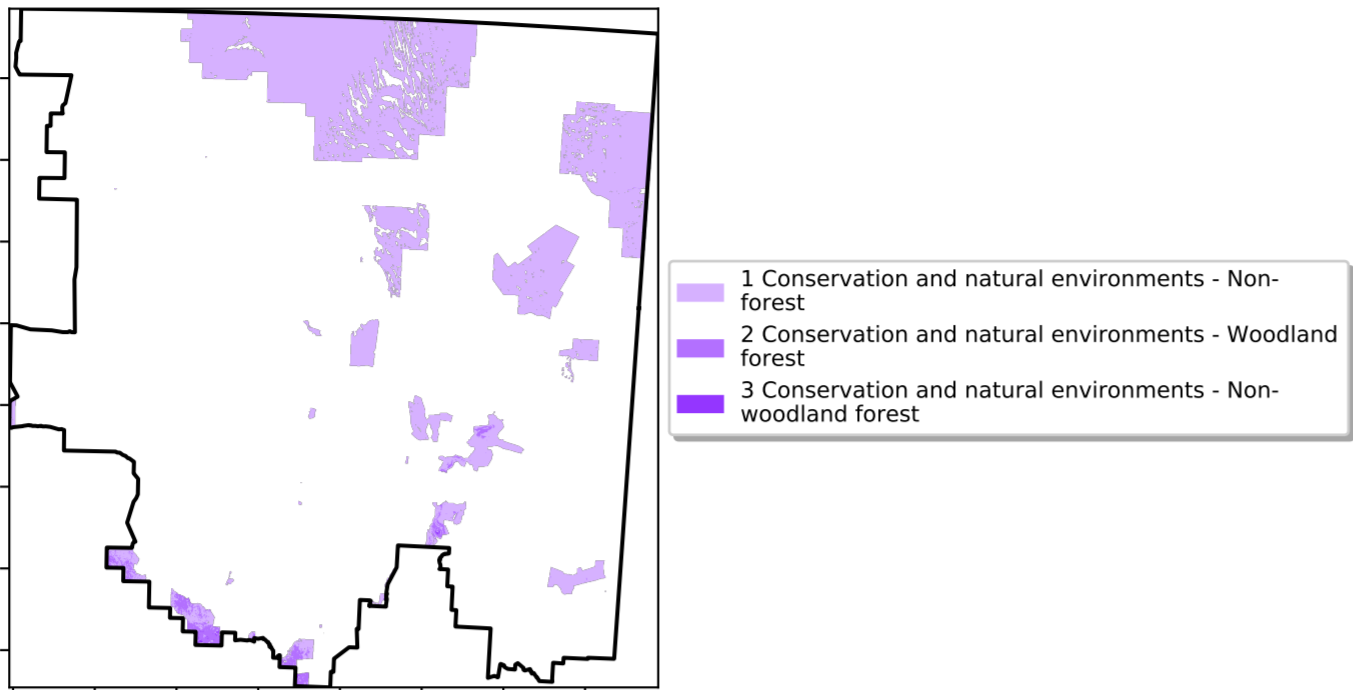 1 Conservation and natural environments - Non-
forest
2 Conservation and natural environments - Woodland
forest
3 Conservation and natural environments - Non-
woodland forest